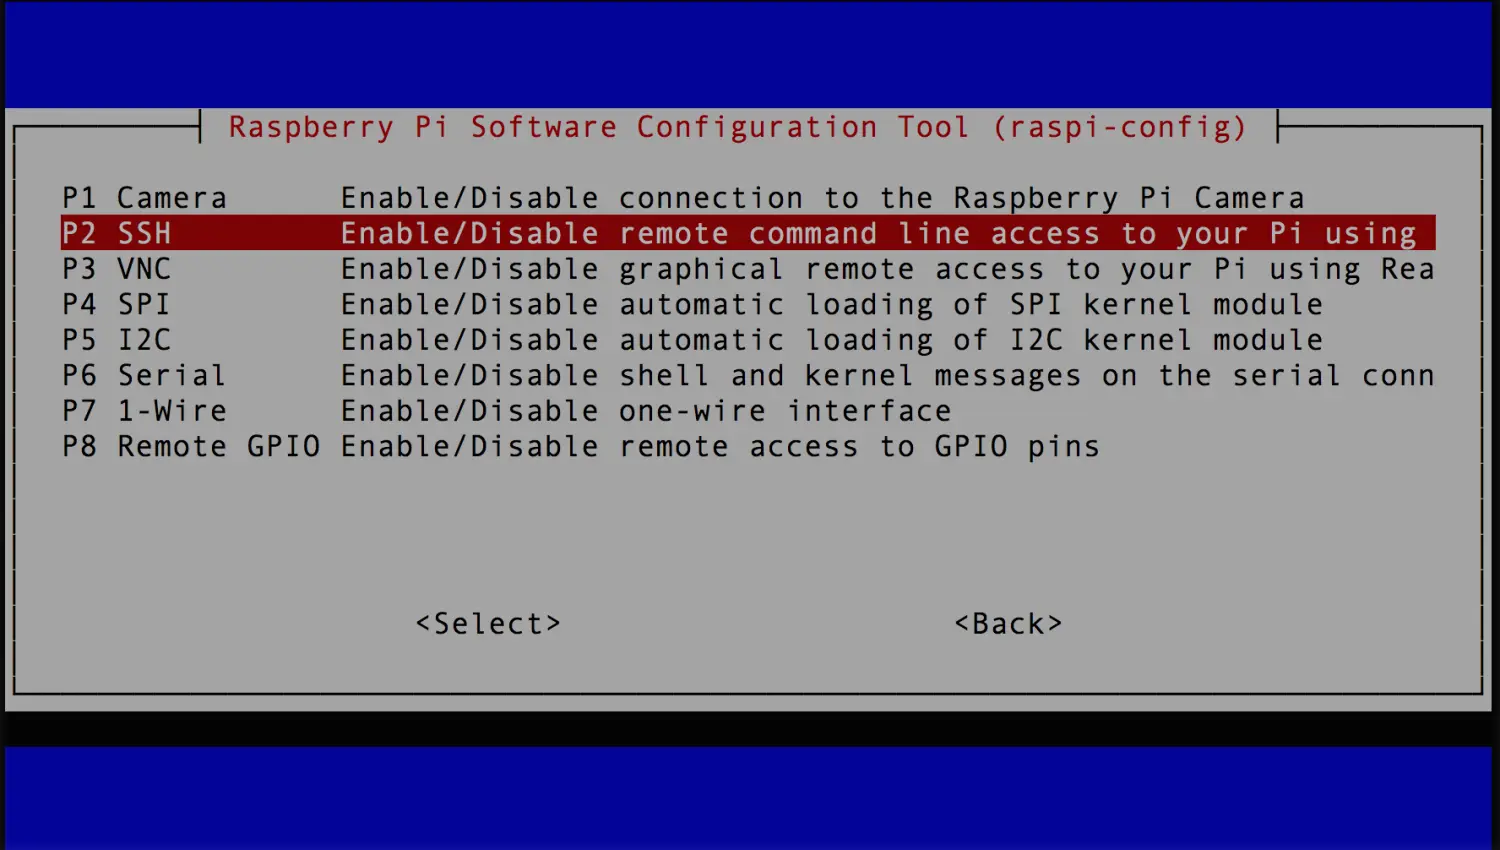 Raspberry Pi Software Configuration Tool (raspi-config)
P1 Camera Enable/Disable connection to the Raspberry Pi Camera
P2 SSH Enable/Disable remote command line access to your Pi using
P3 VNC Enable/Disable graphical remote access to your Pi using Rea
P4 SPI Enable/Disable automatic loading of SPI kernel module
P5 I2C Enable/Disable automatic loading of I2C kernel module
P6 Serial Enable/Disable shell and kernel messages on the serial conn
P7 1-Wire Enable/Disable one-wire interface
P8 Remote GPIO Enable/Disable remote access to GPIO pins
<Select> <Back>